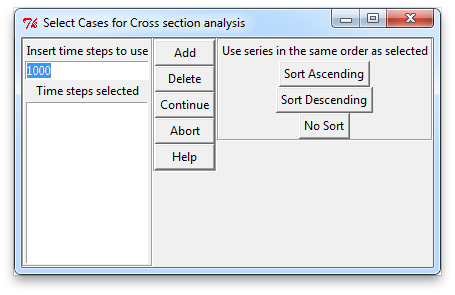 Select Cases for Cross section analysis
Insert time steps to use
1000
Time steps selected
Add
Delete
Continue
Abort
Help
Use series in the same order as selected
Sort Ascending
Sort Descending
No Sort